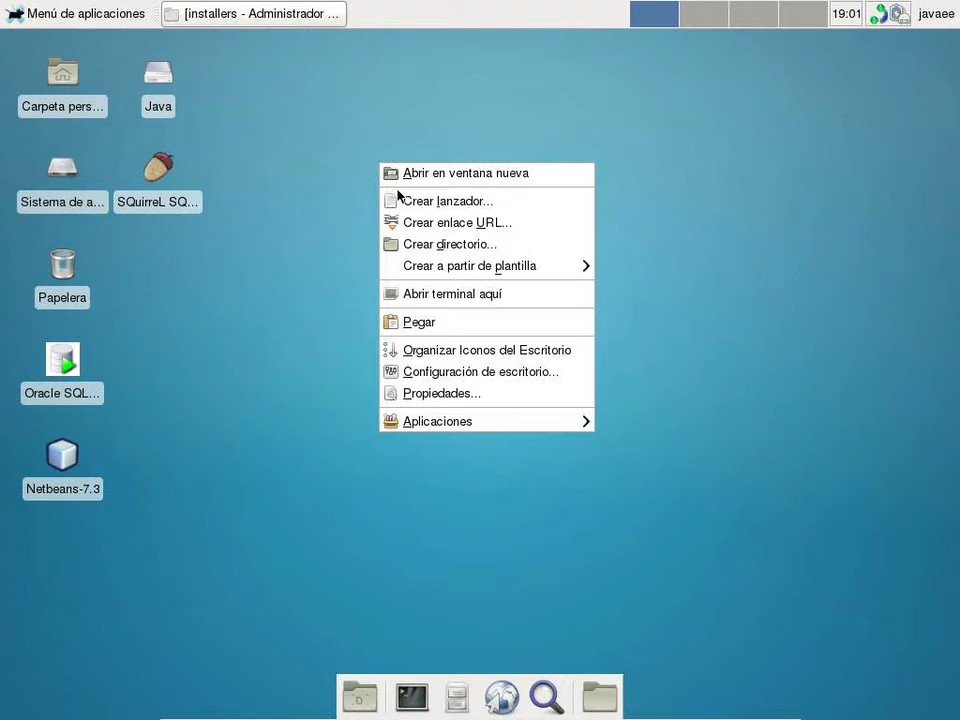 Menú de aplicaciones
[installers - Administrador ...
19:01
javaee
Carpeta pers...
Java
Sistema de a...
SQuirreL SQ...
Papelera
Oracle SQL...
Netbeans-7.3
Abrir en ventana nueva
Crear lanzador...
Crear enlace URL...
Crear directorio...
Crear a partir de plantilla
Abrir terminal aquí
Pegar
Organizar Iconos del Escritorio
Configuración de escritorio...
Propiedades...
Aplicaciones